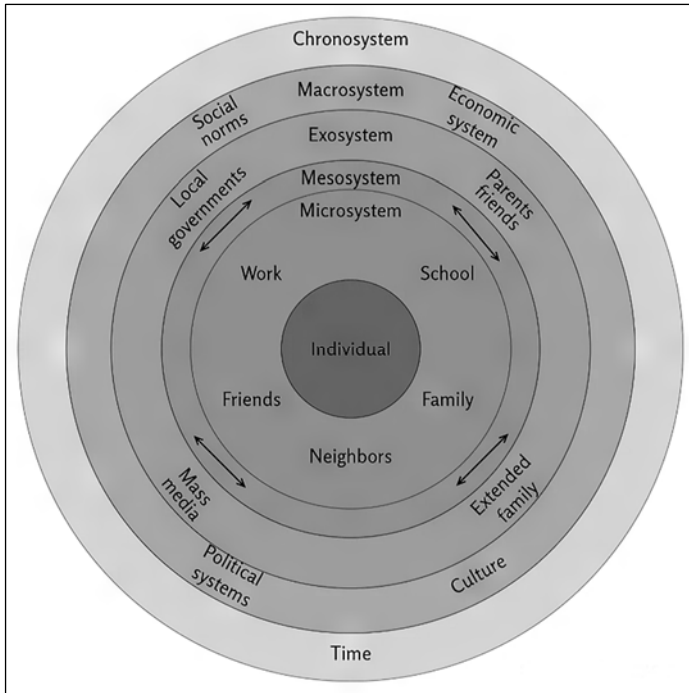 Chronosystem
Macrosystem
Social
norms
Economic
system
Exosystem
Local
governments
Parents
friends
Mesosystem
Microsystem
Work
School
Individual
Friends
Family
Neighbors
Mass
media
Extended
family
Political
systems
Culture
Time